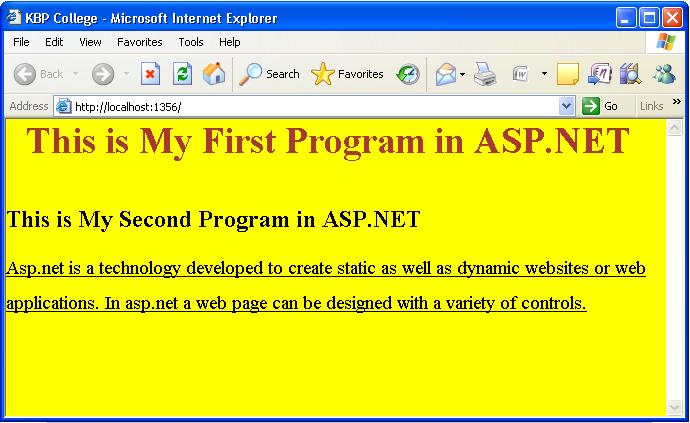 KBP College - Microsoft Internet Explorer
File Edit View Favorites Tools Help
Back Search Favorites
Address http://localhost:1356/ Go Links »
This is My First Program in ASP.NET
This is My Second Program in ASP.NET
Asp.net is a technology developed to create static as well as dynamic websites or web
applications. In asp.net a web page can be designed with a variety of controls.